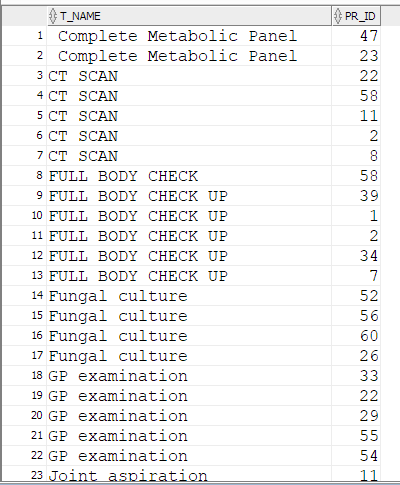 T_NAME PR_ID
1 Complete Metabolic Panel 47
2 Complete Metabolic Panel 23
3 CT SCAN 22
4 CT SCAN 58
5 CT SCAN 11
6 CT SCAN 2
7 CT SCAN 8
8 FULL BODY CHECK 58
9 FULL BODY CHECK UP 39
10 FULL BODY CHECK UP 1
11 FULL BODY CHECK UP 2
12 FULL BODY CHECK UP 34
13 FULL BODY CHECK UP 7
14 Fungal culture 52
15 Fungal culture 56
16 Fungal culture 60
17 Fungal culture 26
18 GP examination 33
19 GP examination 22
20 GP examination 29
21 GP examination 55
22 GP examination 54
23 Joint aspiration 11